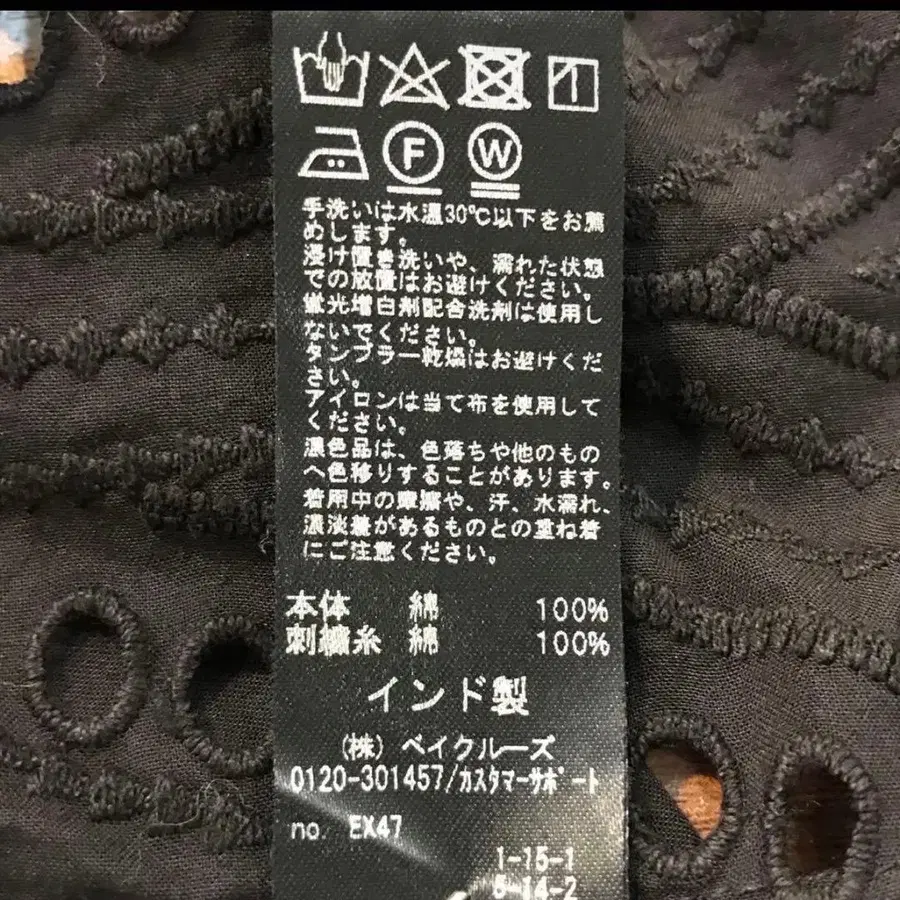 F W
手洗いは水温30℃以下をお薦
めします。
浸け置き洗いや、濡れた状態
での放置はお避けください。
蛍光増白剤配合洗剤は使用し
ないでください。
タンブラー乾燥はお避けくだ
さい。
アイロンは当て布を使用して
ください。
濃色品は、色落ちや他のもの
へ色移りすることがあります。
着用中の摩擦や、汗、水濡れ、
濃淡差があるものとの重ね着
にご注意ください。
本体 綿 100%
刺繍糸 綿 100%
インド製
(株) ベイクルーズ
0120-301457/カスタマーサポート
no. EX47
1-15-1
6-14-2